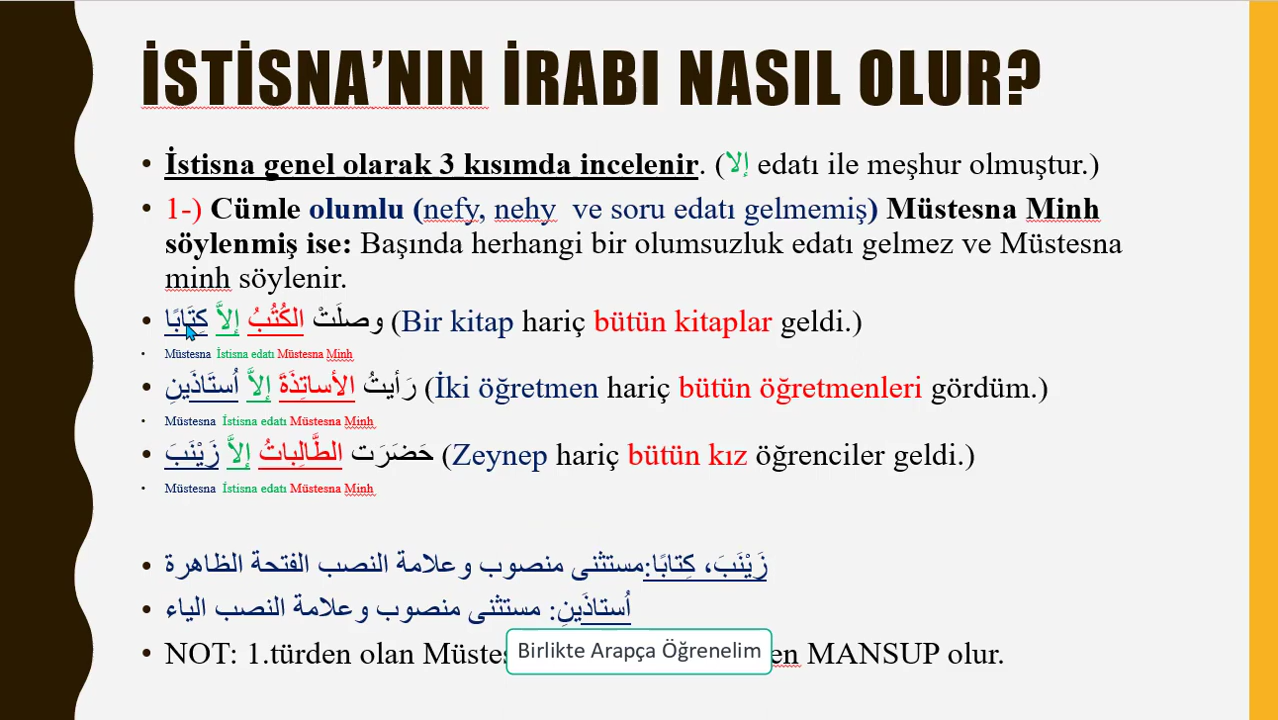 İSTİSNA’NIN İRABI NASIL OLUR?
• İstisna genel olarak 3 kısımda incelenir. (إلا edatı ile meşhur olmuştur.)
• 1-) Cümle olumlu (nefy, nehy ve soru edatı gelmemiş) Müstesna Minh
söylenmiş ise: Başında herhangi bir olumsuzluk edatı gelmez ve Müstesna
minh söylenir.
• وصلَتْ الكُتُبُ إلاَّ كِتَابًا (Bir kitap hariç bütün kitaplar geldi.)
• Müstesna İstisna edatı Müstesna Minh
• رَأيتُ الأساتِذَةَ إلاَّ أُستَاذَينِ (İki öğretmen hariç bütün öğretmenleri gördüm.)
• Müstesna İstisna edatı Müstesna Minh
• حَضَرَت الطَّالِباتُ إلاَّ زَيْنَبَ (Zeynep hariç bütün kız öğrenciler geldi.)
• Müstesna İstisna edatı Müstesna Minh
• زَيْنَبَ، كِتابًا:مستثنى منصوب وعلامة النصب الفتحة الظاهرة
• أُستاذَينِ: مستثنى منصوب وعلامة النصب الياء
• NOT: 1.türden olan MANSUP olur.
Birlikte Arapça Öğrenelim